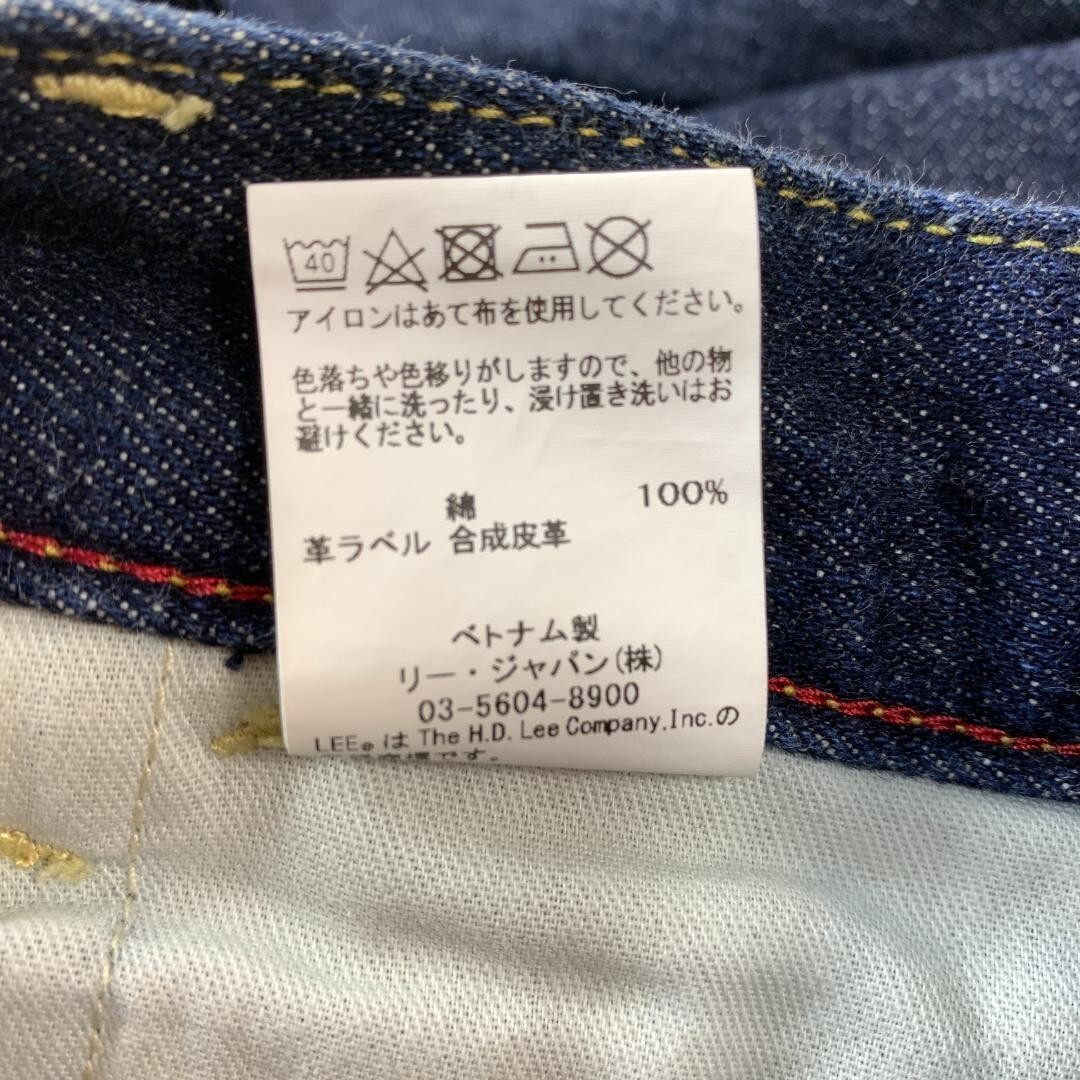 40
アイロンはあて布を使用してください。
色落ちや色移りがしますので、他の物
と一緒に洗ったり、浸け置き洗いはお
避けください。
綿 100%
革ラベル 合成皮革
ベトナム製
リー・ジャパン(株)
03-5604-8900
LEE® は The H.D. Lee Company,Inc.の
です。